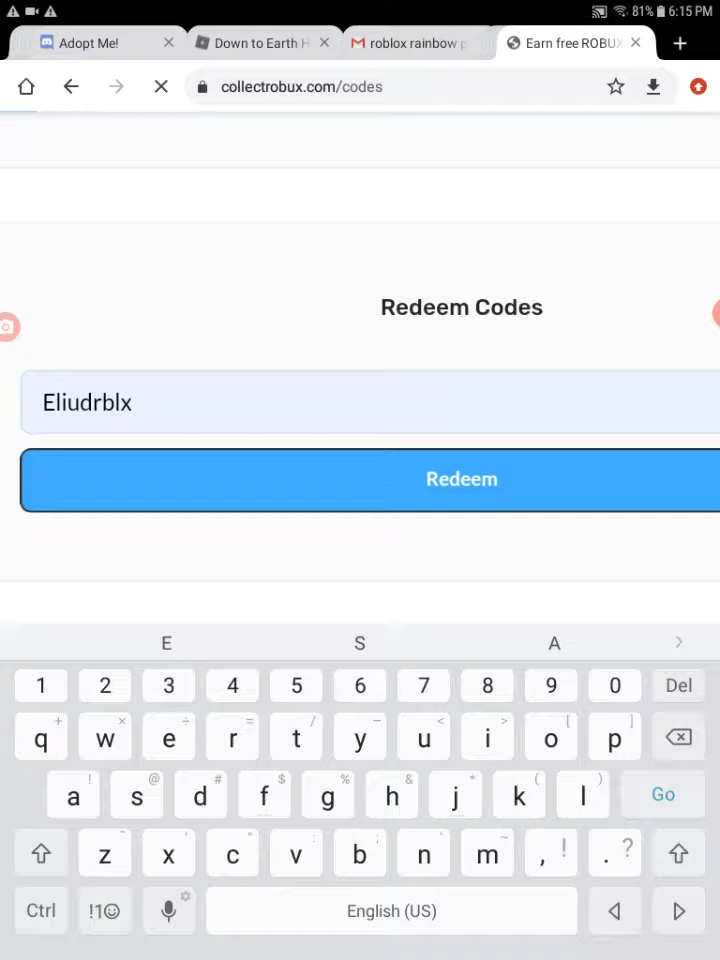 81% 6:15 PM
Adopt Me! Down to Earth H roblox rainbow p Earn free ROBUX
collectrobux.com/codes
Redeem Codes
Eliudrblx
Redeem
E S A
1 2 3 4 5 6 7 8 9 0 Del
+ × ÷ = / − < > [ ]
q w e r t y u i o p
! @ # $ % & * ( )
a s d f g h j k l Go
z x c v b n m , ! . ?
Ctrl !1☺ English (US)